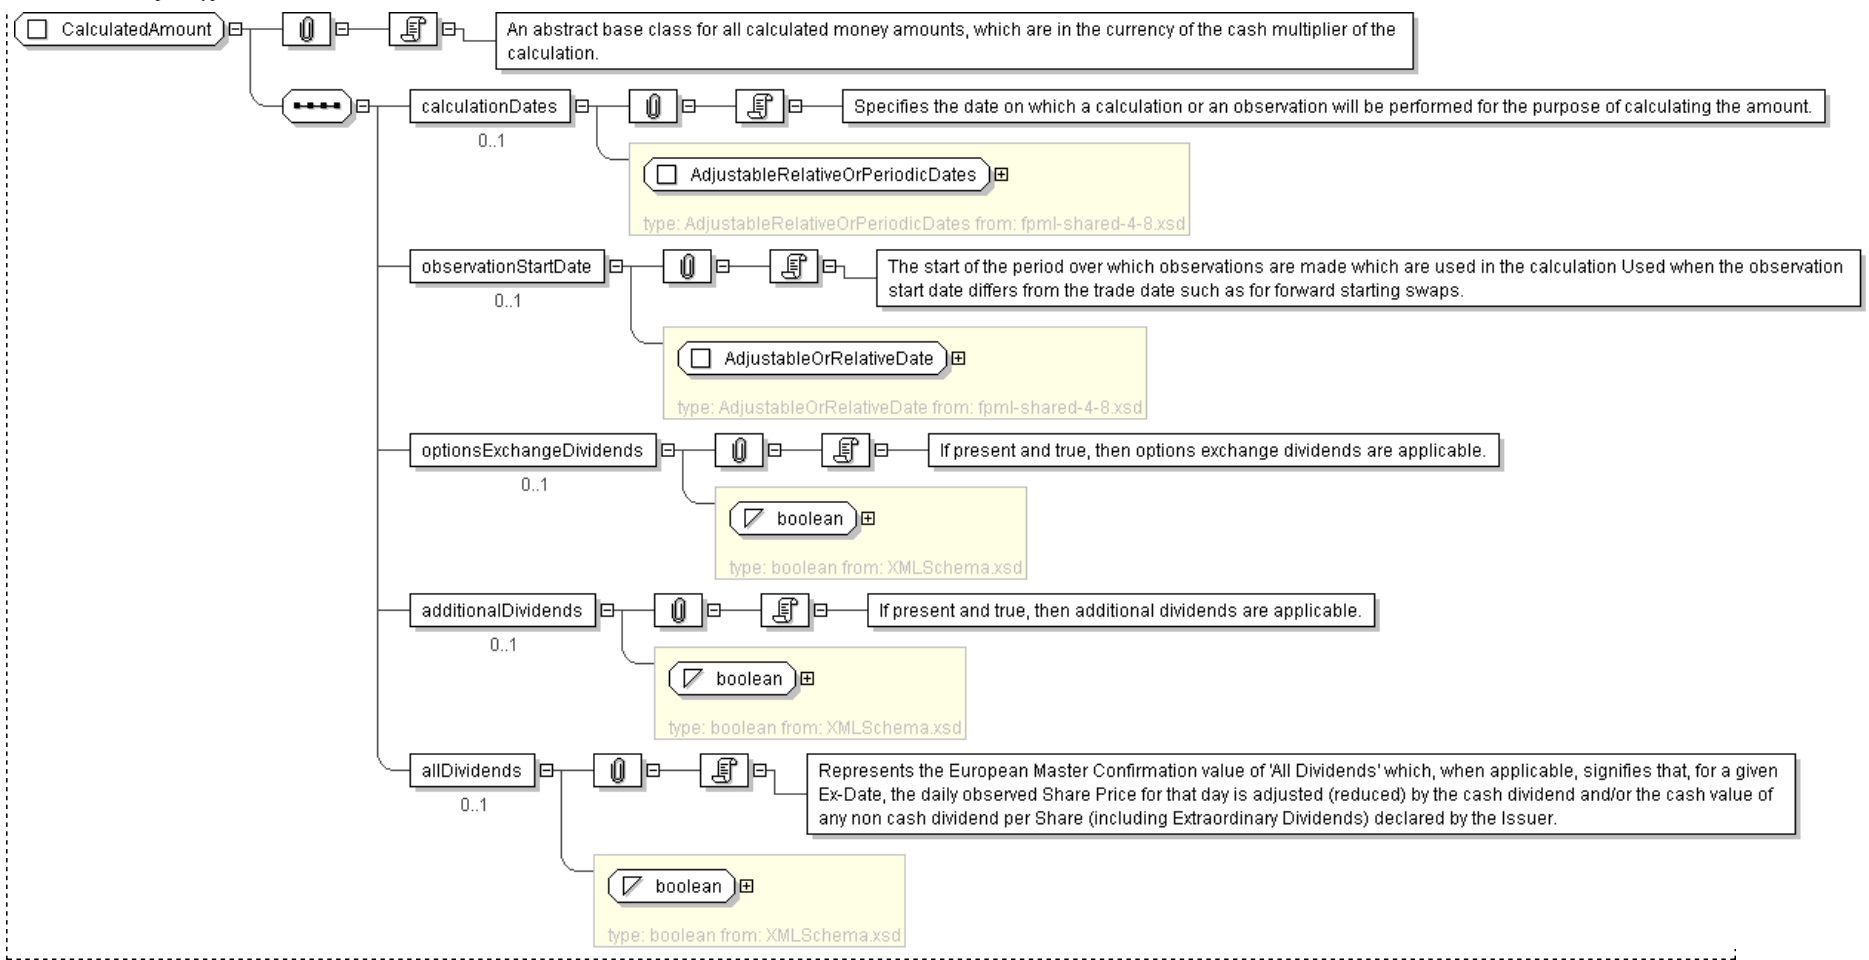 CalculatedAmount
An abstract base class for all calculated money amounts, which are in the currency of the cash multiplier of the
calculation.
calculationDates
Specifies the date on which a calculation or an observation will be performed for the purpose of calculating the amount.
0..1
AdjustableRelativeOrPeriodicDates
type: AdjustableRelativeOrPeriodicDates from: fpml-shared-4-8.xsd
observationStartDate
The start of the period over which observations are made which are used in the calculation Used when the observation
start date differs from the trade date such as for forward starting swaps.
0..1
AdjustableOrRelativeDate
type: AdjustableOrRelativeDate from: fpml-shared-4-8.xsd
optionsExchangeDividends
If present and true, then options exchange dividends are applicable.
0..1
boolean
type: boolean from: XMLSchema.xsd
additionalDividends
If present and true, then additional dividends are applicable.
0..1
boolean
type: boolean from: XMLSchema.xsd
allDividends
Represents the European Master Confirmation value of 'All Dividends' which, when applicable, signifies that, for a given
Ex-Date, the daily observed Share Price for that day is adjusted (reduced) by the cash dividend and/or the cash value of
any non cash dividend per Share (including Extraordinary Dividends) declared by the Issuer.
0..1
boolean
type: boolean from: XMLSchema.xsd